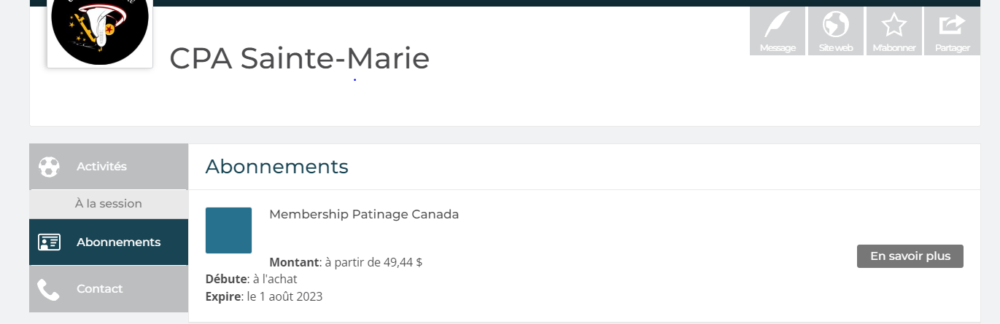 CPA Sainte-Marie
Message
Site web
M'abonner
Partager
Activités
À la session
Abonnements
Contact
Abonnements
Membership Patinage Canada
Montant: à partir de 49,44 $
Débute: à l'achat
Expire: le 1 août 2023
En savoir plus